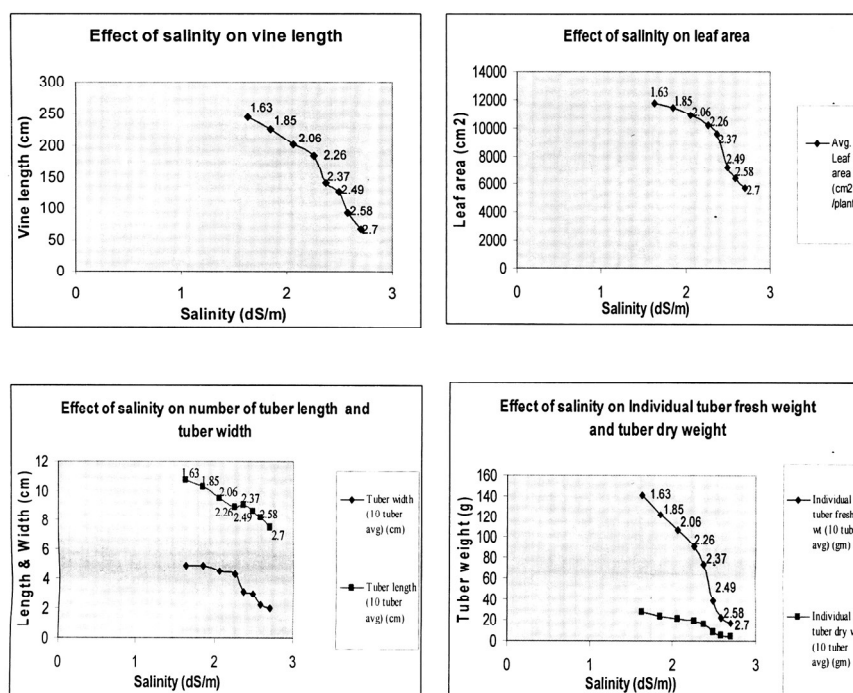 Effect of salinity on vine length
300
250
200
150
100
50
0
Vine length (cm)
1.63
1.85
2.06
2.26
2.37
2.49
2.58
2.7
0 1 2 3
Salinity (dS/m)
Effect of salinity on leaf area
14000
12000
10000
8000
6000
4000
2000
0
Leaf area (cm2)
1.63
1.85
2.06
2.26
2.37
2.49
2.58
2.7
0 1 2 3
Salinity (dS/m)
Avg.
Leaf
area
(cm2
/plant
Effect of salinity on number of tuber length and
tuber width
12
10
8
6
4
2
0
Length & Width (cm)
1.63
1.85
2.06
2.26
2.37
2.49
2.58
2.7
0 1 2 3
Salinity (dS/m)
Tuber width
(10 tuber
avg) (cm)
Tuber length
(10 tuber
avg) (cm)
Effect of salinity on Individual tuber fresh weight
and tuber dry weight
160
140
120
100
80
60
40
20
0
Tuber weight (g)
1.63
1.85
2.06
2.26
2.37
2.49
2.58
2.7
0 1 2 3
Salinity (dS/m))
Individual
tuber fresh
wt (10 tub
avg) (gm)
Individual
tuber dry w
(10 tuber
avg) (gm)